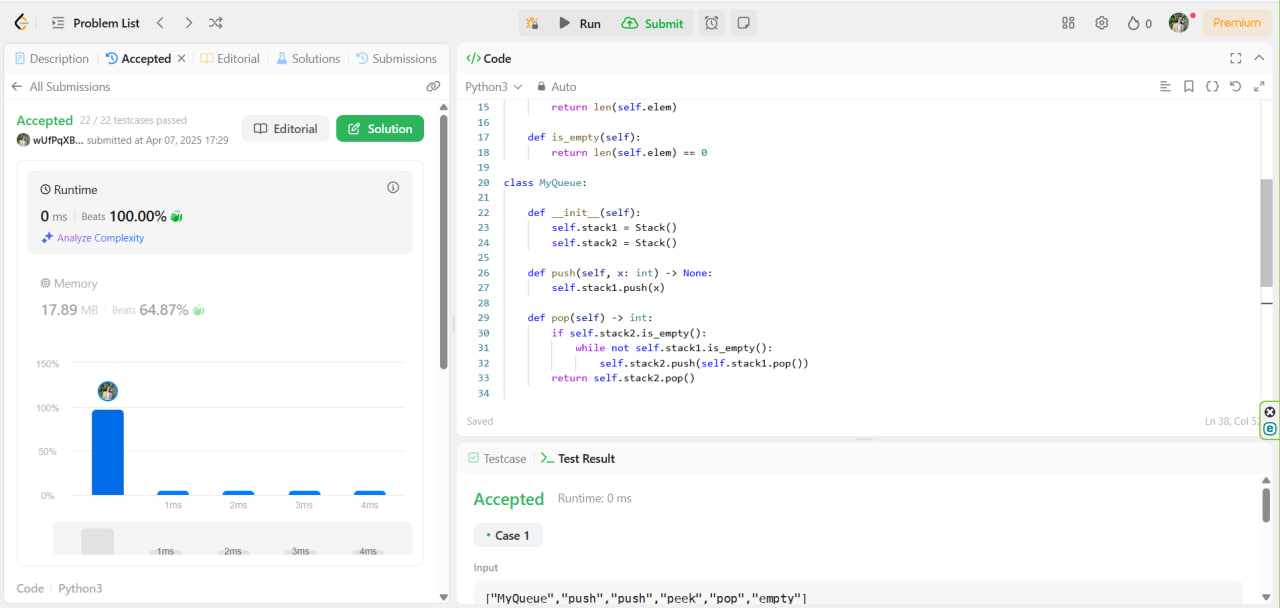 Problem List
Run
Submit
0
Premium
Description
Accepted
Editorial
Solutions
Submissions
All Submissions
Accepted 22 / 22 testcases passed
wUfPqXB... submitted at Apr 07, 2025 17:29
Editorial
Solution
Runtime
0 ms Beats 100.00%
Analyze Complexity
Memory
17.89 MB Beats 64.87%
150%
100%
50%
0%
1ms 2ms 3ms 4ms
1ms 2ms 3ms 4ms
Code Python3
</>Code
Python3 Auto
15 return len(self.elem)
16
17 def is_empty(self):
18 return len(self.elem) == 0
19
20 class MyQueue:
21
22 def __init__(self):
23 self.stack1 = Stack()
24 self.stack2 = Stack()
25
26 def push(self, x: int) -> None:
27 self.stack1.push(x)
28
29 def pop(self) -> int:
30 if self.stack2.is_empty():
31 while not self.stack1.is_empty():
32 self.stack2.push(self.stack1.pop())
33 return self.stack2.pop()
34
Saved Ln 38, Col
Testcase
>_ Test Result
Accepted Runtime: 0 ms
• Case 1
Input
["MyQueue","push","push","peek","pop","empty"]